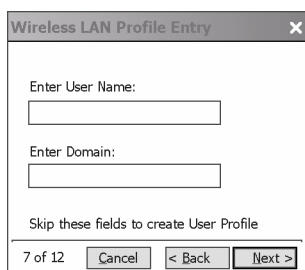 Wireless LAN Profile Entry
Enter User Name:
Enter Domain:
Skip these fields to create User Profile
7 of 12 Cancel < Back Next >